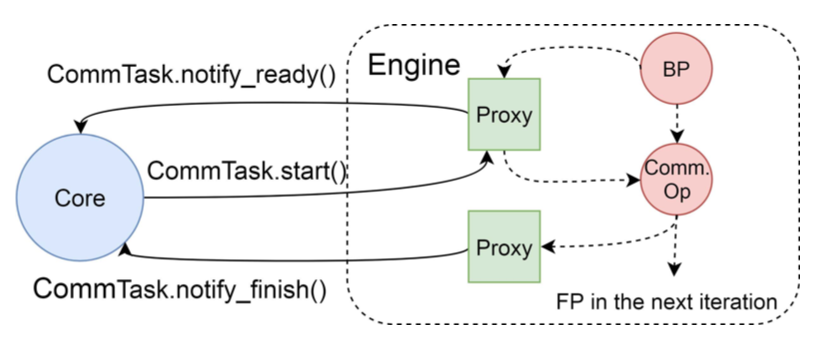 Engine
BP
CommTask.notify_ready()
Proxy
CommTask.start()
Comm.
Op
Core
Proxy
CommTask.notify_finish()
FP in the next iteration